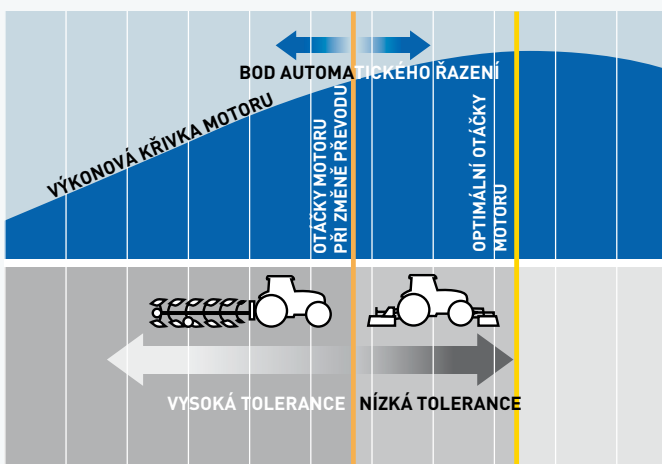 BOD AUTOMATICKÉHO ŘAZENÍ
VÝKONOVÁ KŘIVKA MOTORU
OTÁČKY MOTORU
PŘI ZMĚNĚ PŘEVODU
OPTIMÁLNÍ OTÁČKY
MOTORU
VYSOKÁ TOLERANCE
NÍZKÁ TOLERANCE